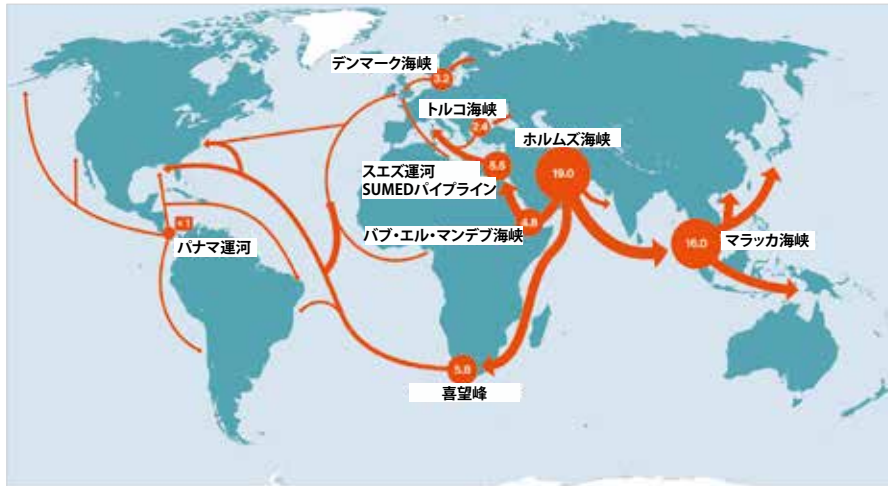 デンマーク海峡
3.2
トルコ海峡
2.4
ホルムズ海峡
19.0
スエズ運河
SUMEDパイプライン
5.5
バブ・エル・マンデブ海峡
4.8
マラッカ海峡
16.0
パナマ運河
<1
5.8
喜望峰